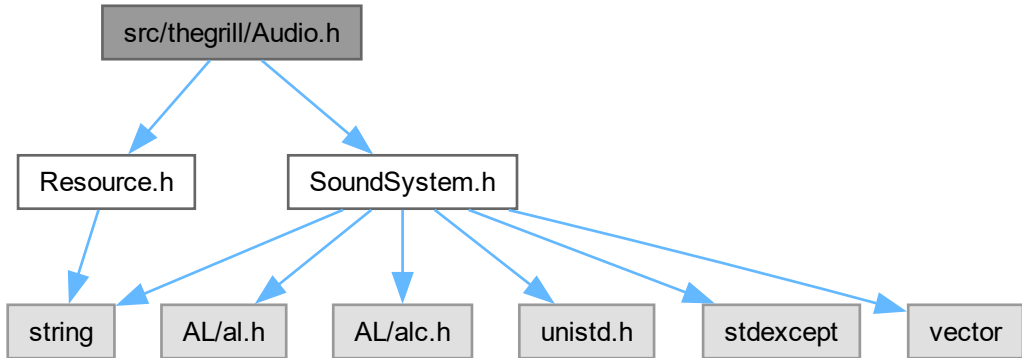 src/thegrill/Audio.h
Resource.h
SoundSystem.h
string
AL/al.h
AL/alc.h
unistd.h
stdexcept
vector